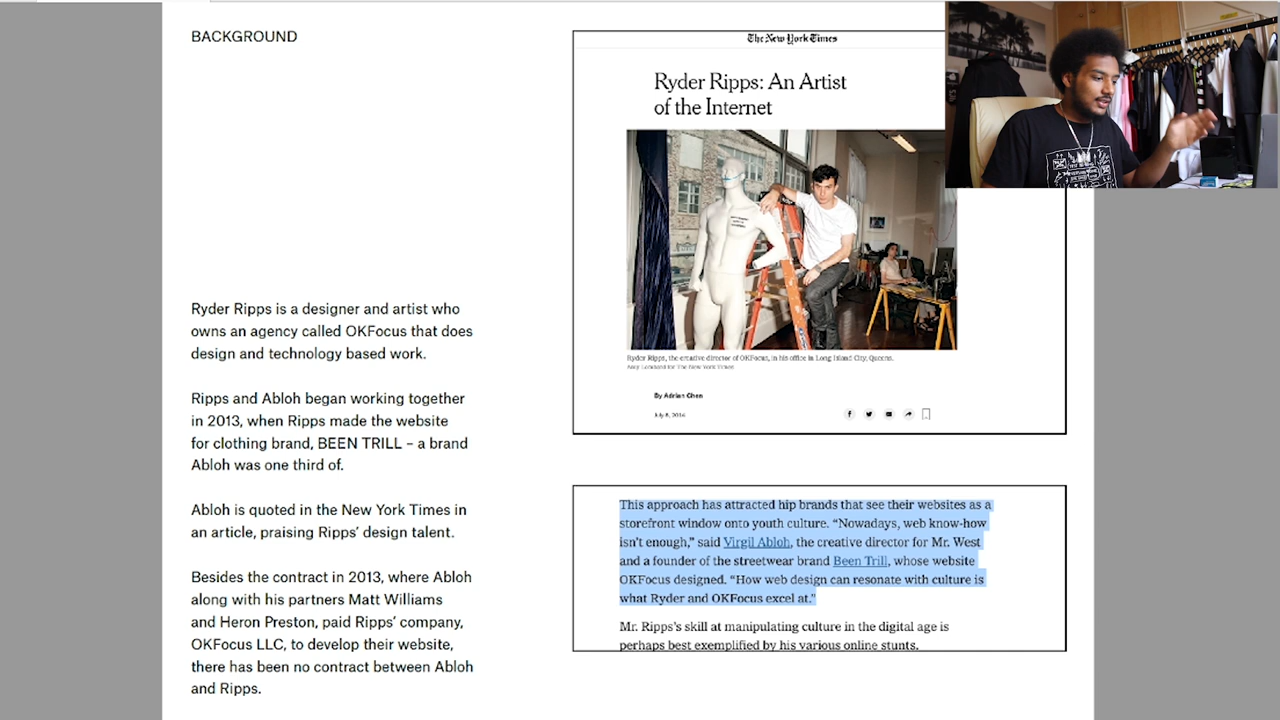 BACKGROUND
Ryder Ripps is a designer and artist who
owns an agency called OKFocus that does
design and technology based work.
Ripps and Abloh began working together
in 2013, when Ripps made the website
for clothing brand, BEEN TRILL – a brand
Abloh was one third of.
Abloh is quoted in the New York Times in
an article, praising Ripps’ design talent.
Besides the contract in 2013, where Abloh
along with his partners Matt Williams
and Heron Preston, paid Ripps’ company,
OKFocus LLC, to develop their website,
there has been no contract between Abloh
and Ripps.
The New York Times
Ryder Ripps: An Artist
of the Internet
Ryder Ripps, the creative director of OKFocus, in his office in Long Island City, Queens.
for The New York Times
By Adrian Chen
July 8, 2014
This approach has attracted hip brands that see their websites as a
storefront window onto youth culture. “Nowadays, web know-how
isn’t enough,” said Virgil Abloh, the creative director for Mr. West
and a founder of the streetwear brand Been Trill, whose website
OKFocus designed. “How web design can resonate with culture is
what Ryder and OKFocus excel at.”
Mr. Ripps’s skill at manipulating culture in the digital age is
perhaps best exemplified by his various online stunts.